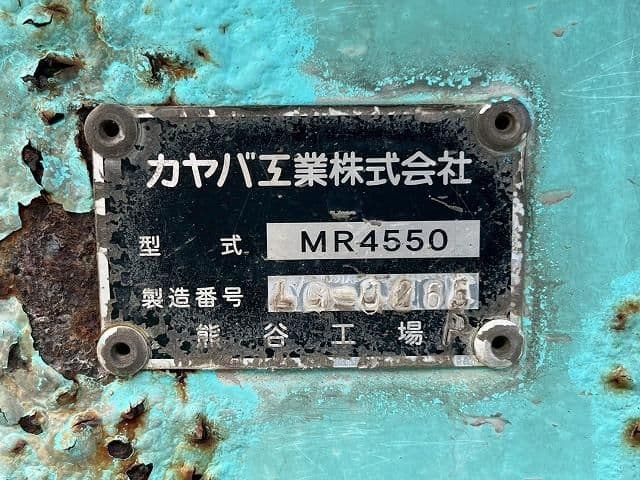 カヤバ工業株式会社
型式 MR4550
製造番号
熊谷工場 P